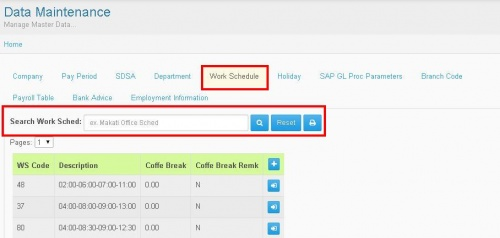 Data Maintenance
Manage Master Data...
Home
Company Pay Period SDSA Department Work Schedule Holiday SAP GL Proc Parameters Branch Code
Payroll Table Bank Advice Employment Information
Search Work Sched: ex. Makati Office Sched Reset
Pages: 1
WS Code Description Coffe Break Coffe Break Remk
48 02:00-06:00-07:00-11:00 0.00 N
37 04:00-08:00-09:00-13:00 0.00 N
80 04:00-08:30-09:00-12:30 0.00 N